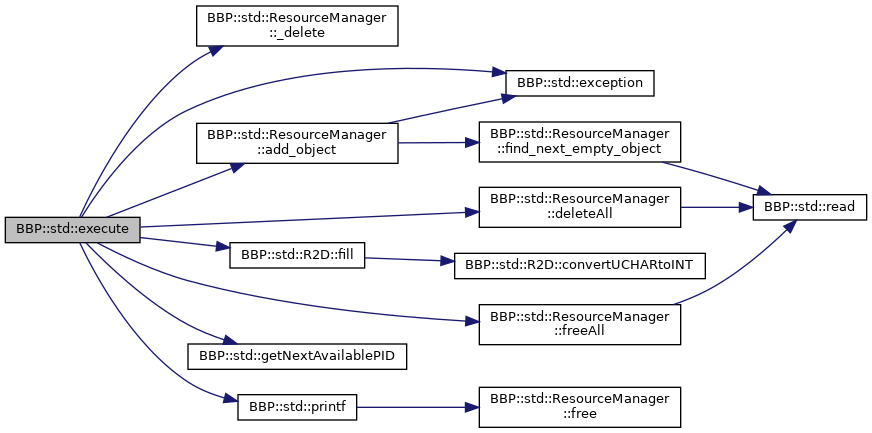 BBP::std::ResourceManager
::_delete
BBP::std::exception
BBP::std::ResourceManager
::add_object
BBP::std::ResourceManager
::find_next_empty_object
BBP::std::ResourceManager
::deleteAll
BBP::std::read
BBP::std::execute
BBP::std::R2D::fill
BBP::std::R2D::convertUCHARtoINT
BBP::std::ResourceManager
::freeAll
BBP::std::getNextAvailablePID
BBP::std::printf
BBP::std::ResourceManager
::free